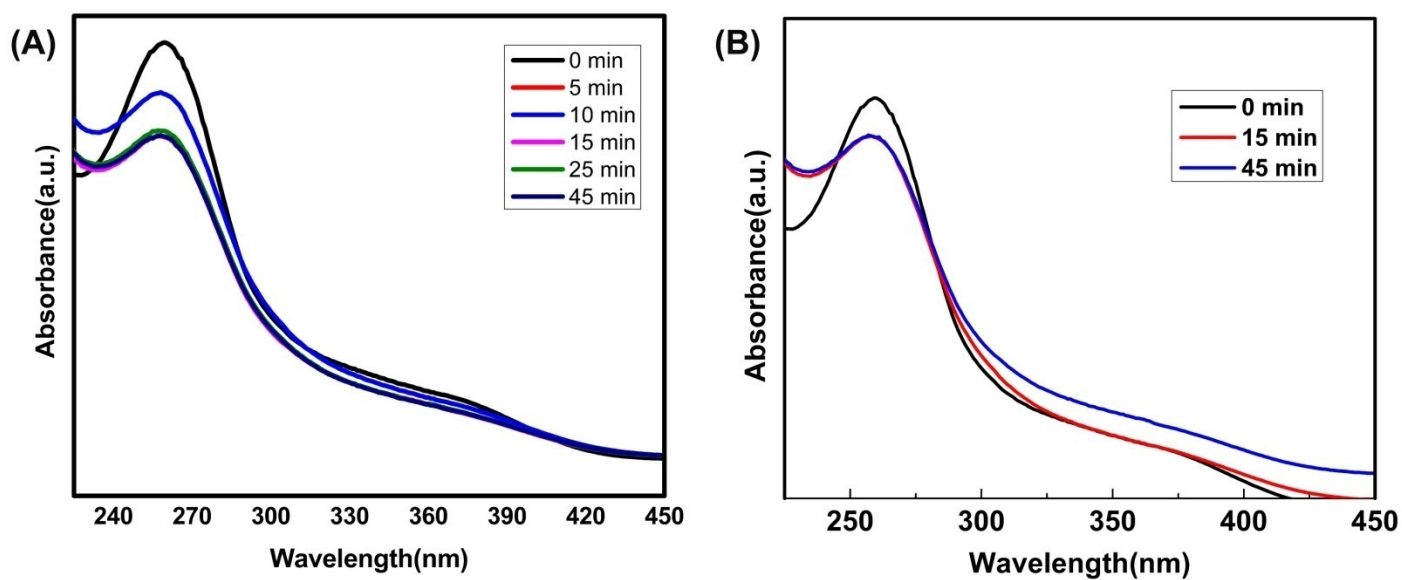 (A)
0 min
5 min
10 min
15 min
25 min
45 min
Absorbance(a.u.)
240 270 300 330 360 390 420 450
Wavelength(nm)
(B)
0 min
15 min
45 min
Absorbance(a.u.)
250 300 350 400 450
Wavelength(nm)